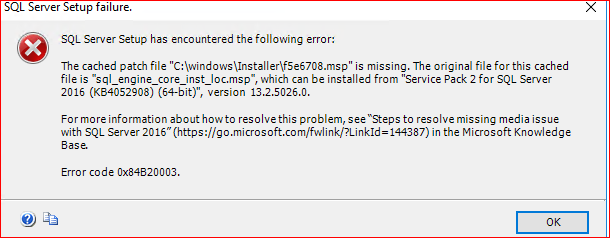 SQL Server Setup failure.
SQL Server Setup has encountered the following error:
The cached patch file "C:\windows\Installer\f5e6708.msp" is missing. The original file for this cached
file is "sql_engine_core_inst_loc.msp", which can be installed from "Service Pack 2 for SQL Server
2016 (KB4052908) (64-bit)", version 13.2.5026.0.
For more information about how to resolve this problem, see “Steps to resolve missing media issue
with SQL Server 2016” (https://go.microsoft.com/fwlink/?LinkId=144387) in the Microsoft Knowledge
Base.
Error code 0x84B20003.
OK